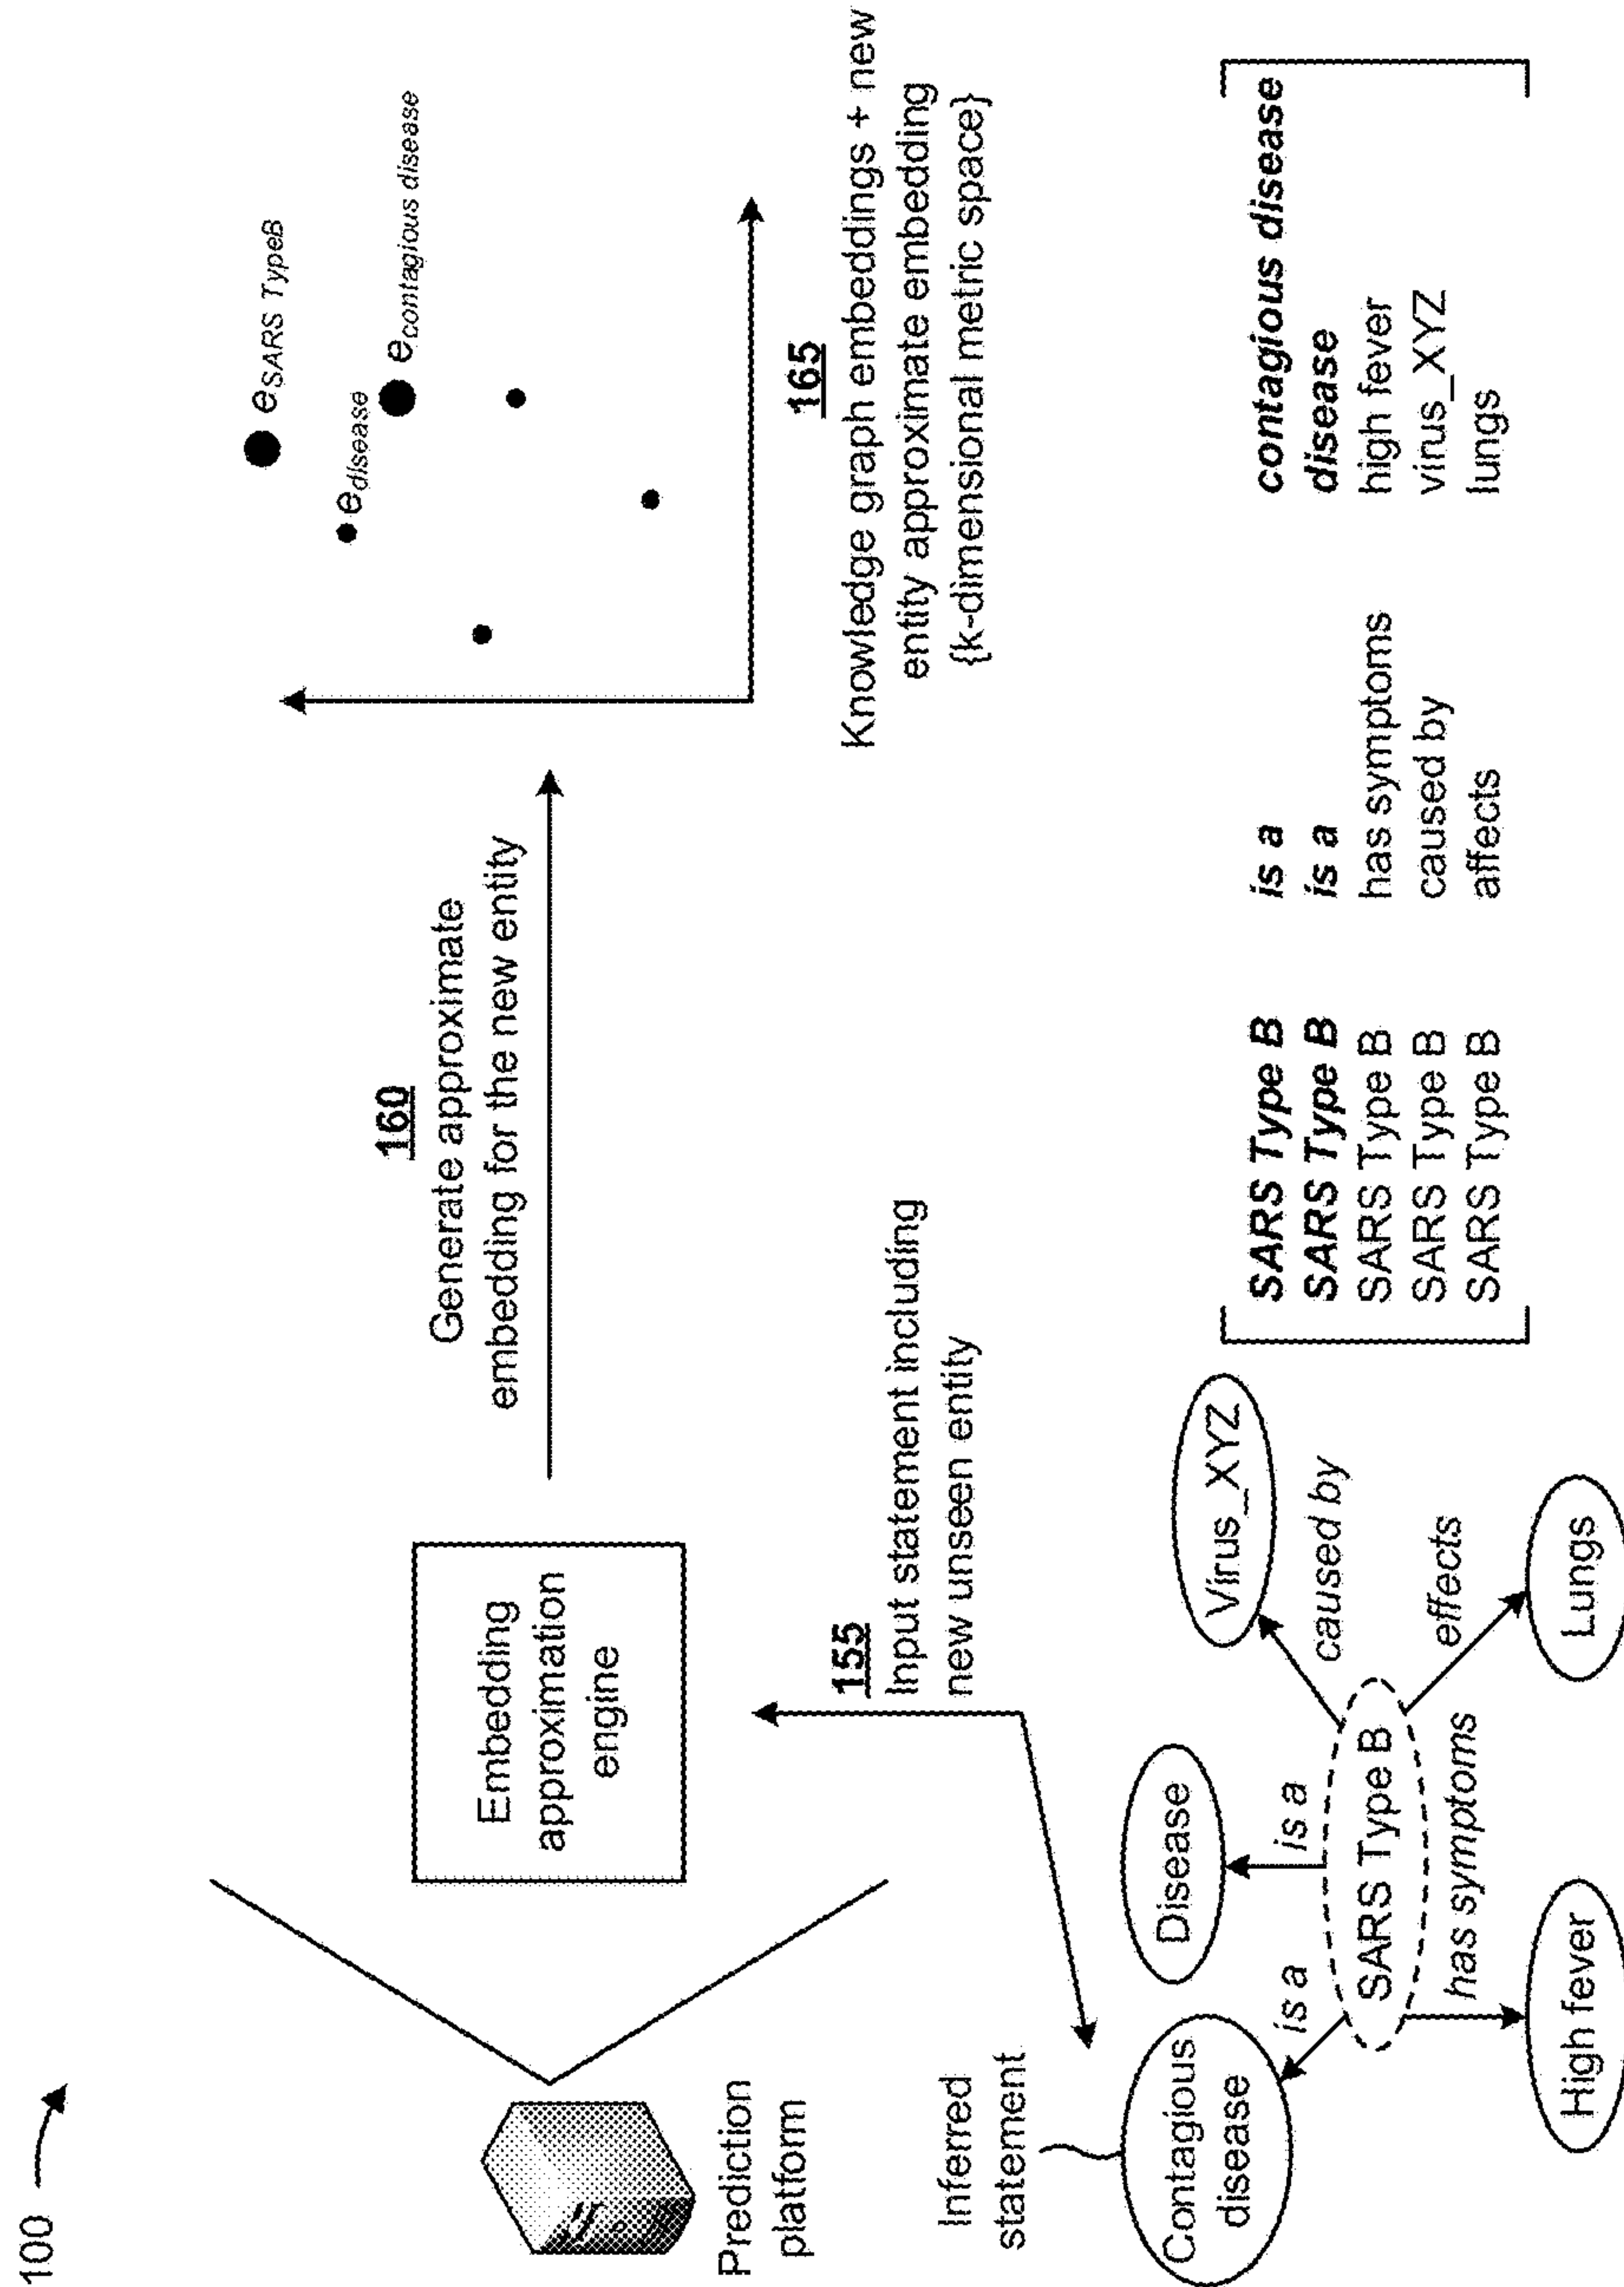 100
Prediction
platform
Embedding
approximation
engine
160
Generate approximate
embedding for the new entity
eSARS TypeB
edisease
econtagious disease
165
Knowledge graph embeddings + new
entity approximate embedding
{k-dimensional metric space}
155
Input statement including
new unseen entity
Inferred
statement
Contagious
disease
Disease
Virus_XYZ
is a
is a
caused by
SARS Type B
has symptoms
effects
High fever
Lungs
SARS Type B is a contagious disease
SARS Type B is a disease
SARS Type B has symptoms high fever
SARS Type B caused by virus_XYZ
SARS Type B affects lungs